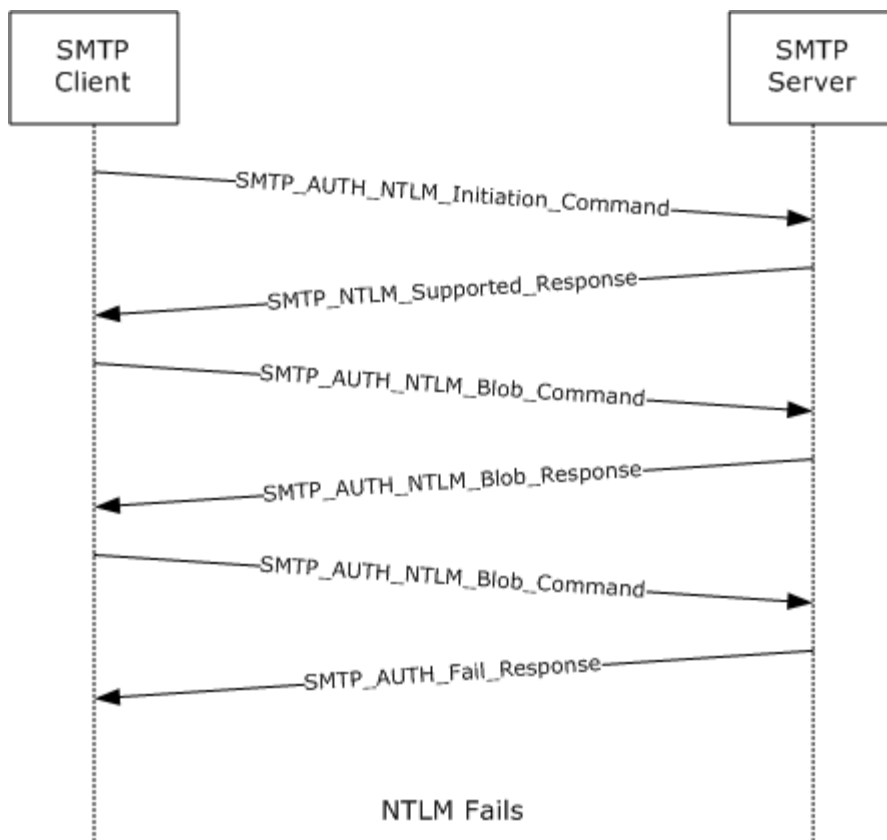 SMTP
Client
SMTP
Server
SMTP_AUTH_NTLM_Initiation_Command
SMTP_NTLM_Supported_Response
SMTP_AUTH_NTLM_Blob_Command
SMTP_AUTH_NTLM_Blob_Response
SMTP_AUTH_NTLM_Blob_Command
SMTP_AUTH_Fail_Response
NTLM Fails